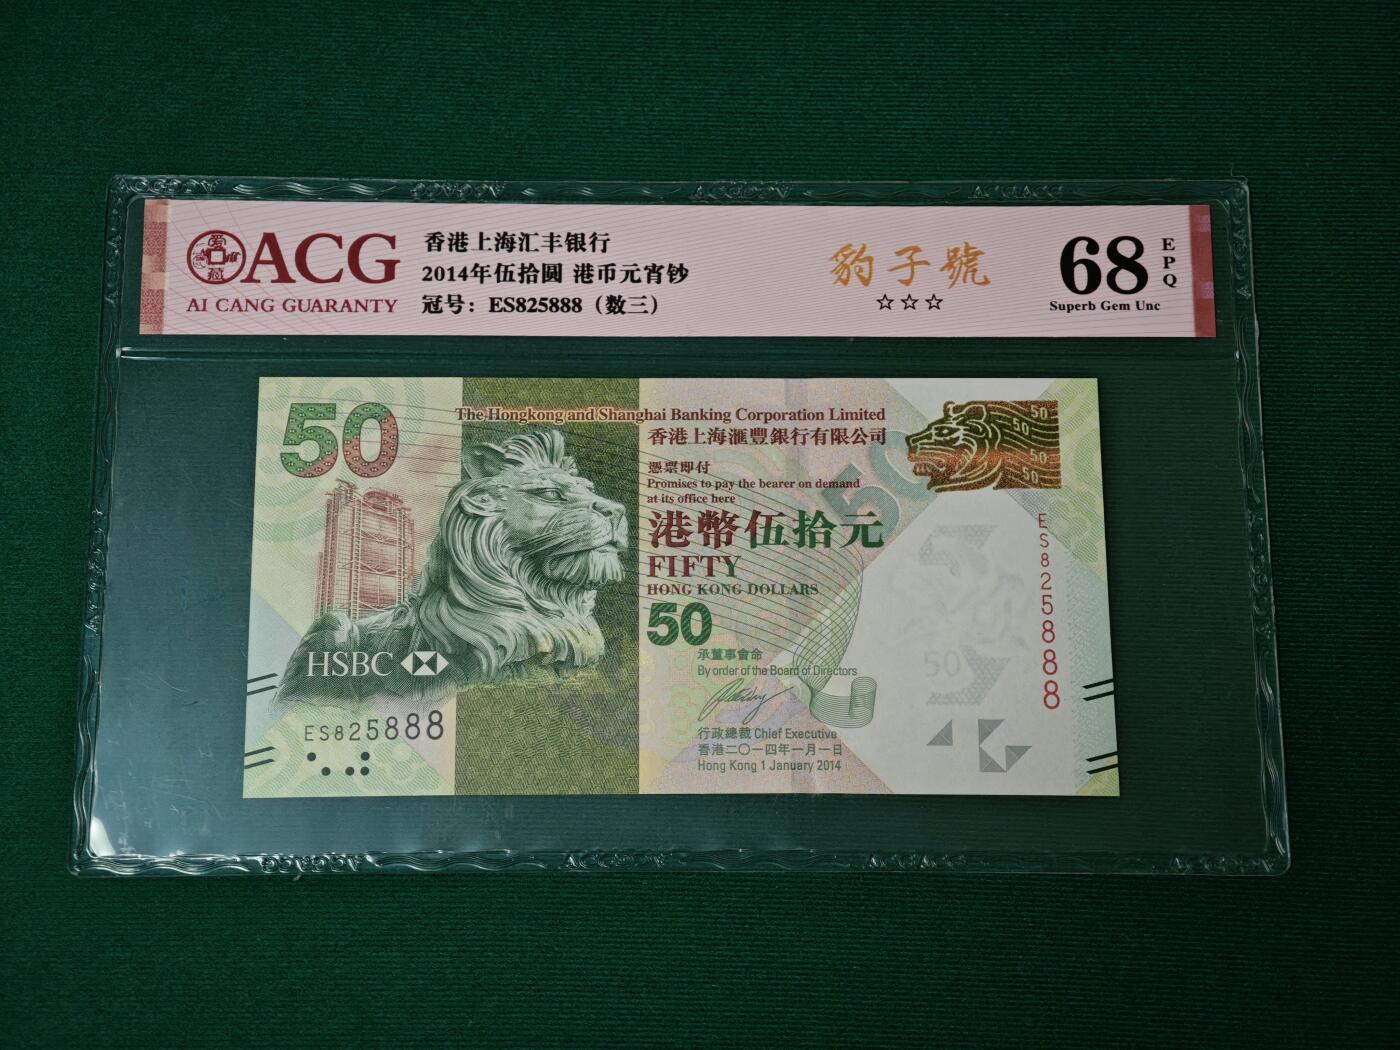 ACG
AI CANG GUARANTY
香港上海汇丰银行
2014年伍拾圆 港币元宵钞
冠号：ES825888（数三）
豹子號
☆☆☆
68
EPQ
Superb Gem Unc
50
The Hongkong and Shanghai Banking Corporation Limited
香港上海滙豐銀行有限公司
憑票即付
Promises to pay the bearer on demand
at its office here
港幣伍拾元
FIFTY
HONG KONG DOLLARS
50
承董事會命
By order of the Board of Directors
行政總裁 Chief Executive
香港二〇一四年一月一日
Hong Kong 1 January 2014
HSBC
ES825888
50
50
50
50
50
50
ES825888